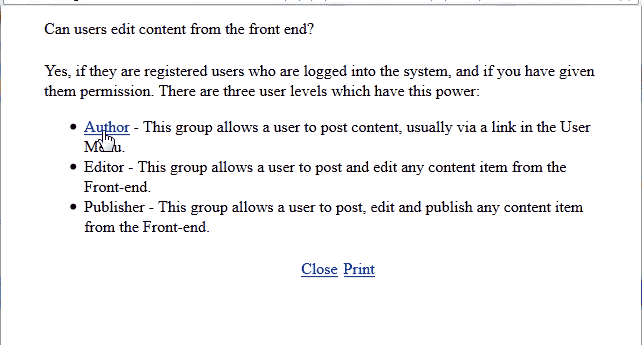 Can users edit content from the front end?
Yes, if they are registered users who are logged into the system, and if you have given
them permission. There are three user levels which have this power:
Author - This group allows a user to post content, usually via a link in the User
Menu.
Editor - This group allows a user to post and edit any content item from the
Front-end.
Publisher - This group allows a user to post, edit and publish any content item
from the Front-end.
Close Print